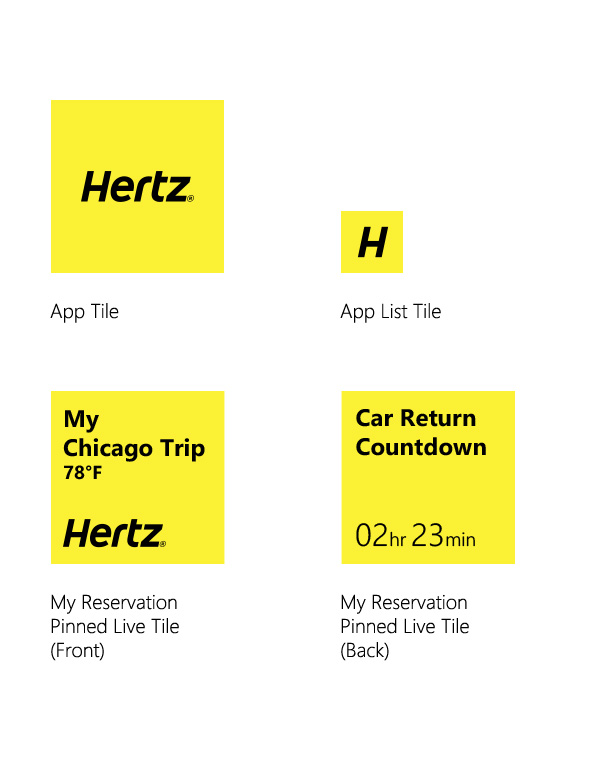 Hertz®
H
App Tile
App List Tile
My
Chicago Trip
78°F
Hertz®
Car Return
Countdown
02hr 23min
My Reservation
Pinned Live Tile
(Front)
My Reservation
Pinned Live Tile
(Back)